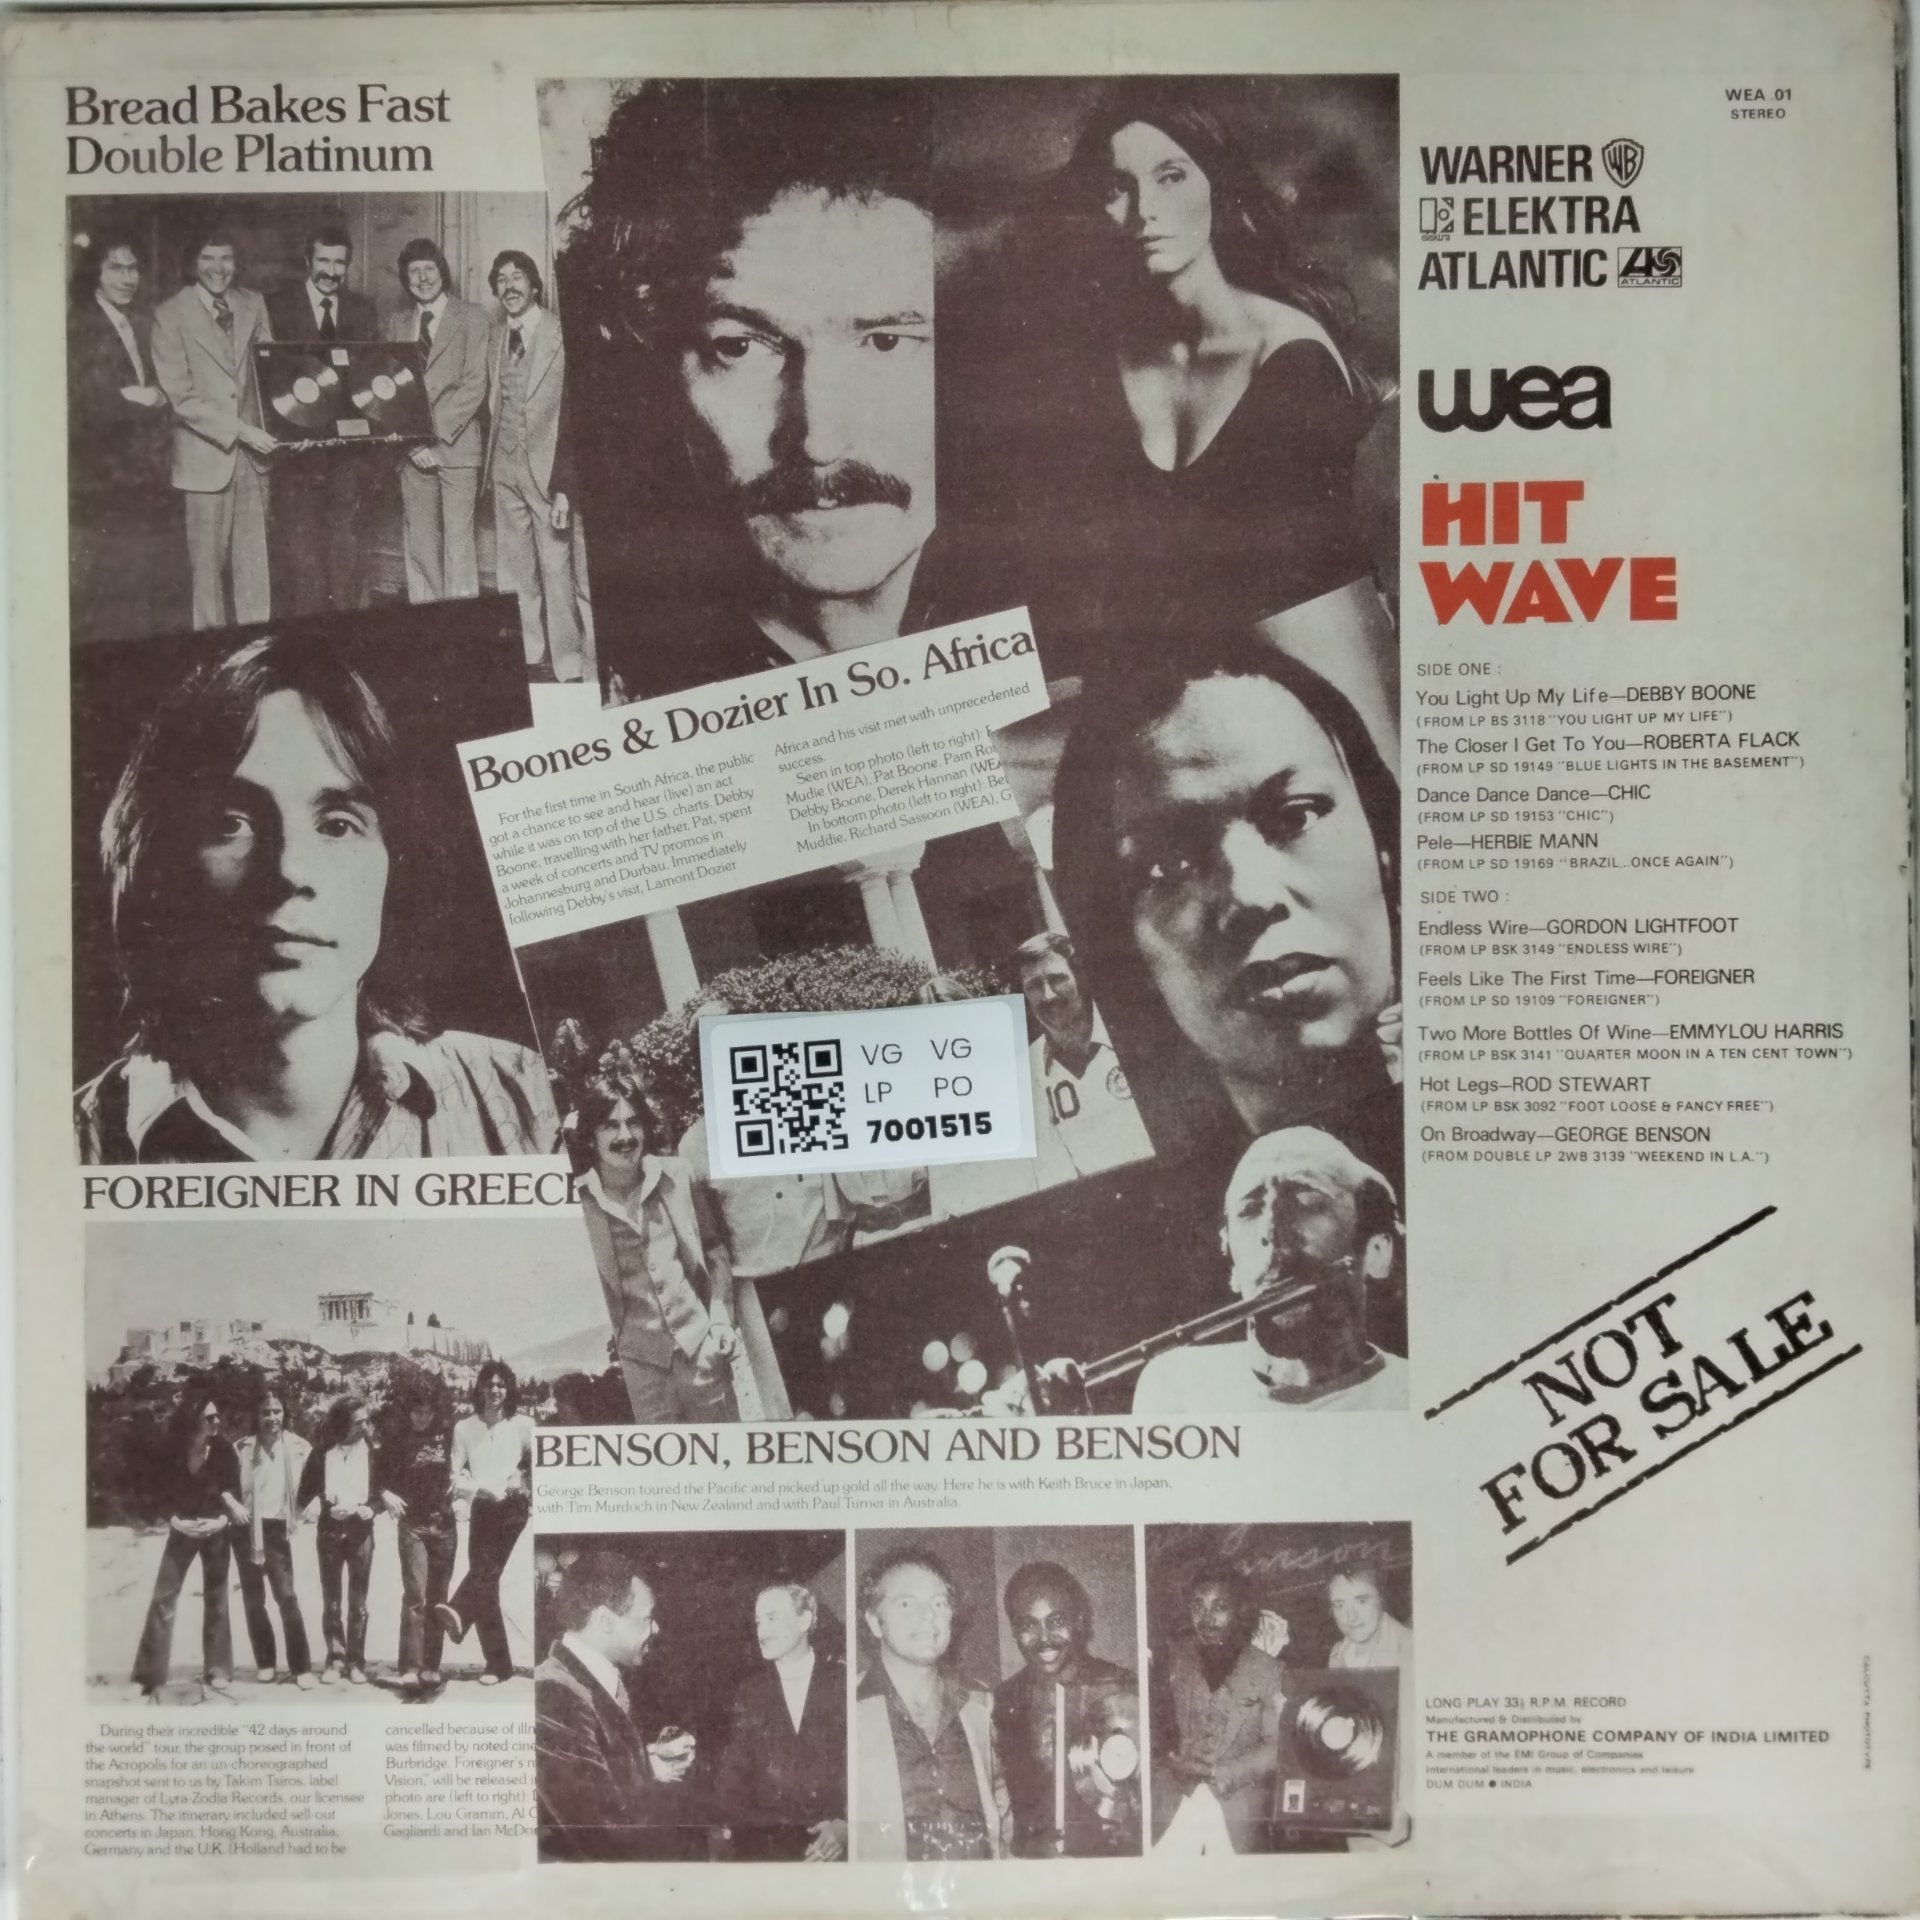 Bread Bakes Fast
Double Platinum
WEA 01
STEREO
WARNER WB
elektra ELEKTRA
ATLANTIC ATLANTIC
wea
HIT
WAVE
SIDE ONE :
You Light Up My Life—DEBBY BOONE
(FROM LP BS 3118 "YOU LIGHT UP MY LIFE")
The Closer I Get To You—ROBERTA FLACK
(FROM LP SD 19149 "BLUE LIGHTS IN THE BASEMENT")
Dance Dance Dance—CHIC
(FROM LP SD 19153 "CHIC")
Pele—HERBIE MANN
(FROM LP SD 19169 "BRAZIL...ONCE AGAIN")
SIDE TWO :
Endless Wire—GORDON LIGHTFOOT
(FROM LP BSK 3149 "ENDLESS WIRE")
Feels Like The First Time—FOREIGNER
(FROM LP SD 19109 "FOREIGNER")
Two More Bottles Of Wine—EMMYLOU HARRIS
(FROM LP BSK 3141 "QUARTER MOON IN A TEN CENT TOWN")
Hot Legs—ROD STEWART
(FROM LP BSK 3092 "FOOT LOOSE & FANCY FREE")
On Broadway—GEORGE BENSON
(FROM DOUBLE LP 2WB 3139 "WEEKEND IN L.A.")
NOT
FOR SALE
LONG PLAY 33⅓ R.P.M. RECORD
Manufactured & Distributed by
THE GRAMOPHONE COMPANY OF INDIA LIMITED
A member of the EMI Group of Companies
International leaders in music, electronics and leisure
DUM DUM ● INDIA
CALCUTTA PHOTOTYPE
Boones & Dozier In So. Africa
For the first time in South Africa, the public
got a chance to see and hear (live) an act
while it was on top of the U.S. charts. Debby
Boone, travelling with her father, Pat, spent
a week of concerts and TV promos in
Johannesburg and Durbau. Immediately
following Debby's visit, Lamont Dozier
Africa and his visit met with unprecedented
success.
Seen in top photo (left to right):
Mudie (WEA), Pat Boone, Pam Ro
Debby Boone, Derek Hannan (WE
In bottom photo (left to right): Be
Muddie, Richard Sassoon (WEA), G
10
VG VG
LP PO
7001515
FOREIGNER IN GREECE
During their incredible "42 days around
the world" tour, the group posed in front of
the Acropolis for an un-choreographed
snapshot sent to us by Takim Tsiros, label
manager of Lyra-Zodia Records, our licensee
in Athens. The itinerary included sell-out
concerts in Japan, Hong Kong, Australia,
Germany and the U.K. (Holland had to be
cancelled because of illn
was filmed by noted cine
Burbridge. Foreigner's n
Vision," will be released i
photo are (left to right)
Jones, Lou Gramm, Al G
Gagliardi and Ian McDo
BENSON, BENSON AND BENSON
George Benson toured the Pacific and picked up gold all the way. Here he is with Keith Bruce in Japan,
with Tim Murdoch in New Zealand and with Paul Turner in Australia.